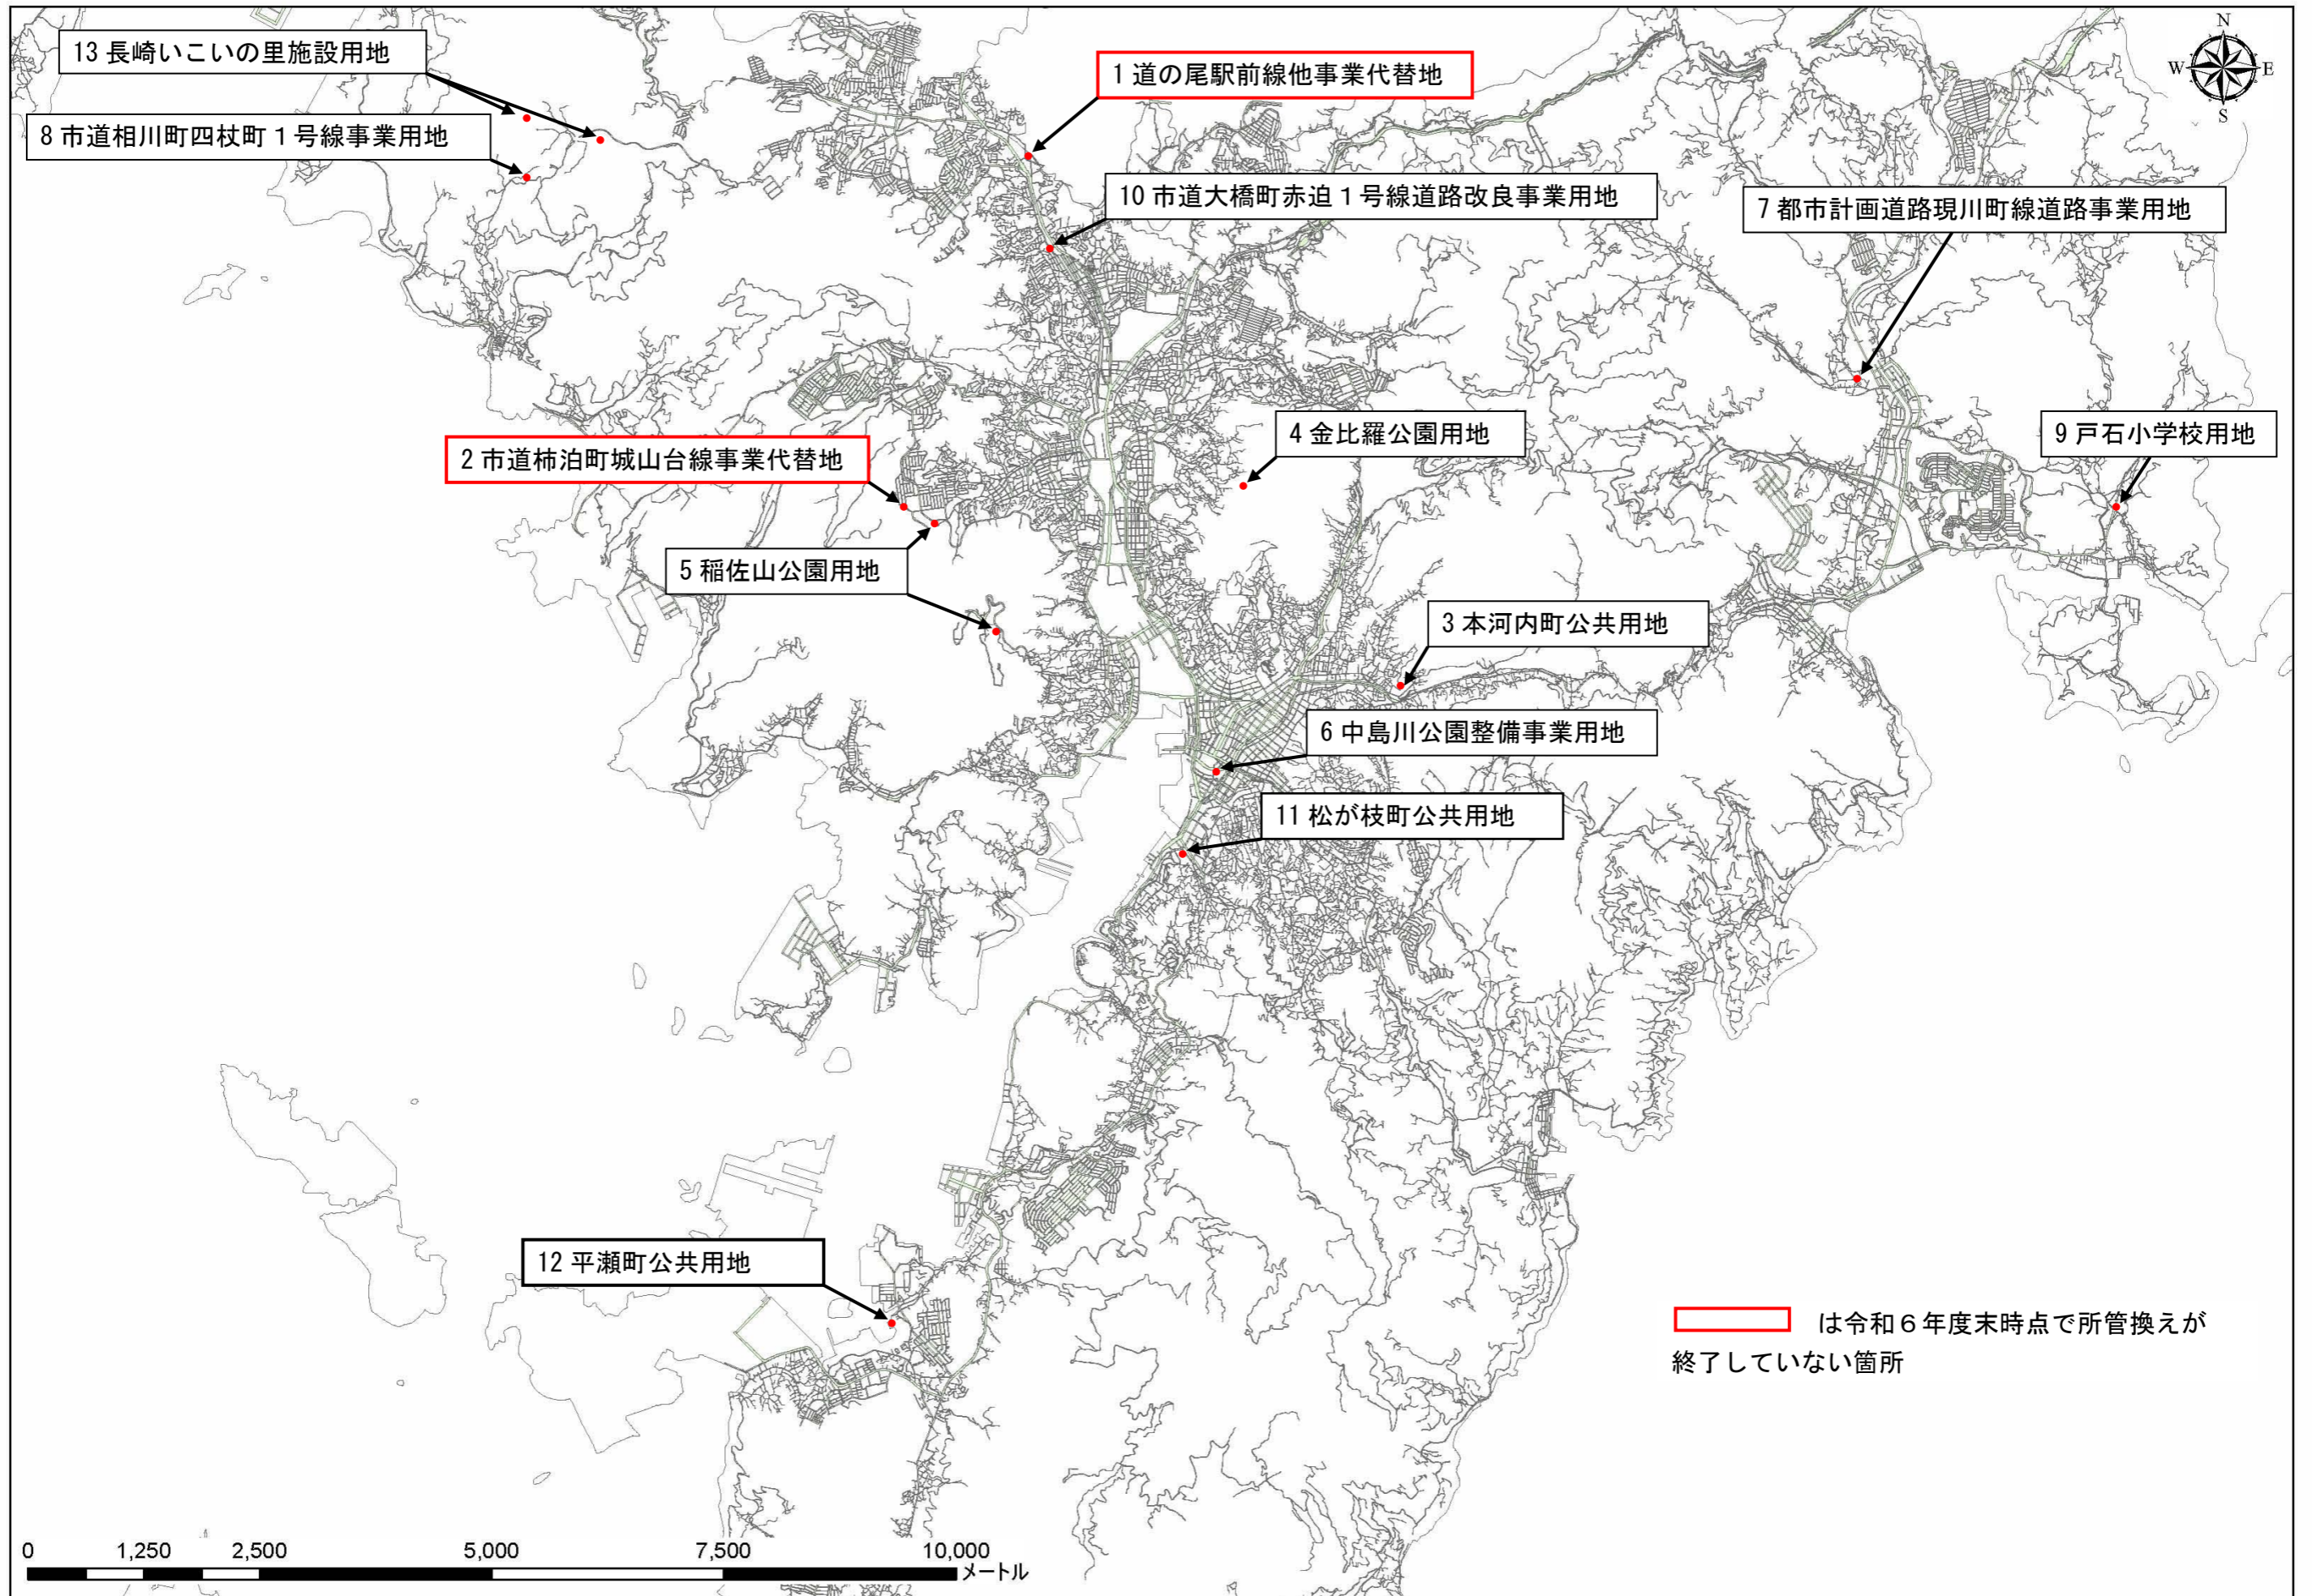 13 長崎いこいの里施設用地
1 道の尾駅前線他事業代替地
N
W
E
S
8 市道相川町四杖町１号線事業用地
10 市道大橋町赤迫１号線道路改良事業用地
7 都市計画道路現川町線道路事業用地
4 金比羅公園用地
9 戸石小学校用地
2 市道柿泊町城山台線事業代替地
5 稲佐山公園用地
3 本河内町公共用地
6 中島川公園整備事業用地
11 松が枝町公共用地
12 平瀬町公共用地
は令和６年度末時点で所管換えが
終了していない箇所
0 1,250 2,500 5,000 7,500 10,000
メートル